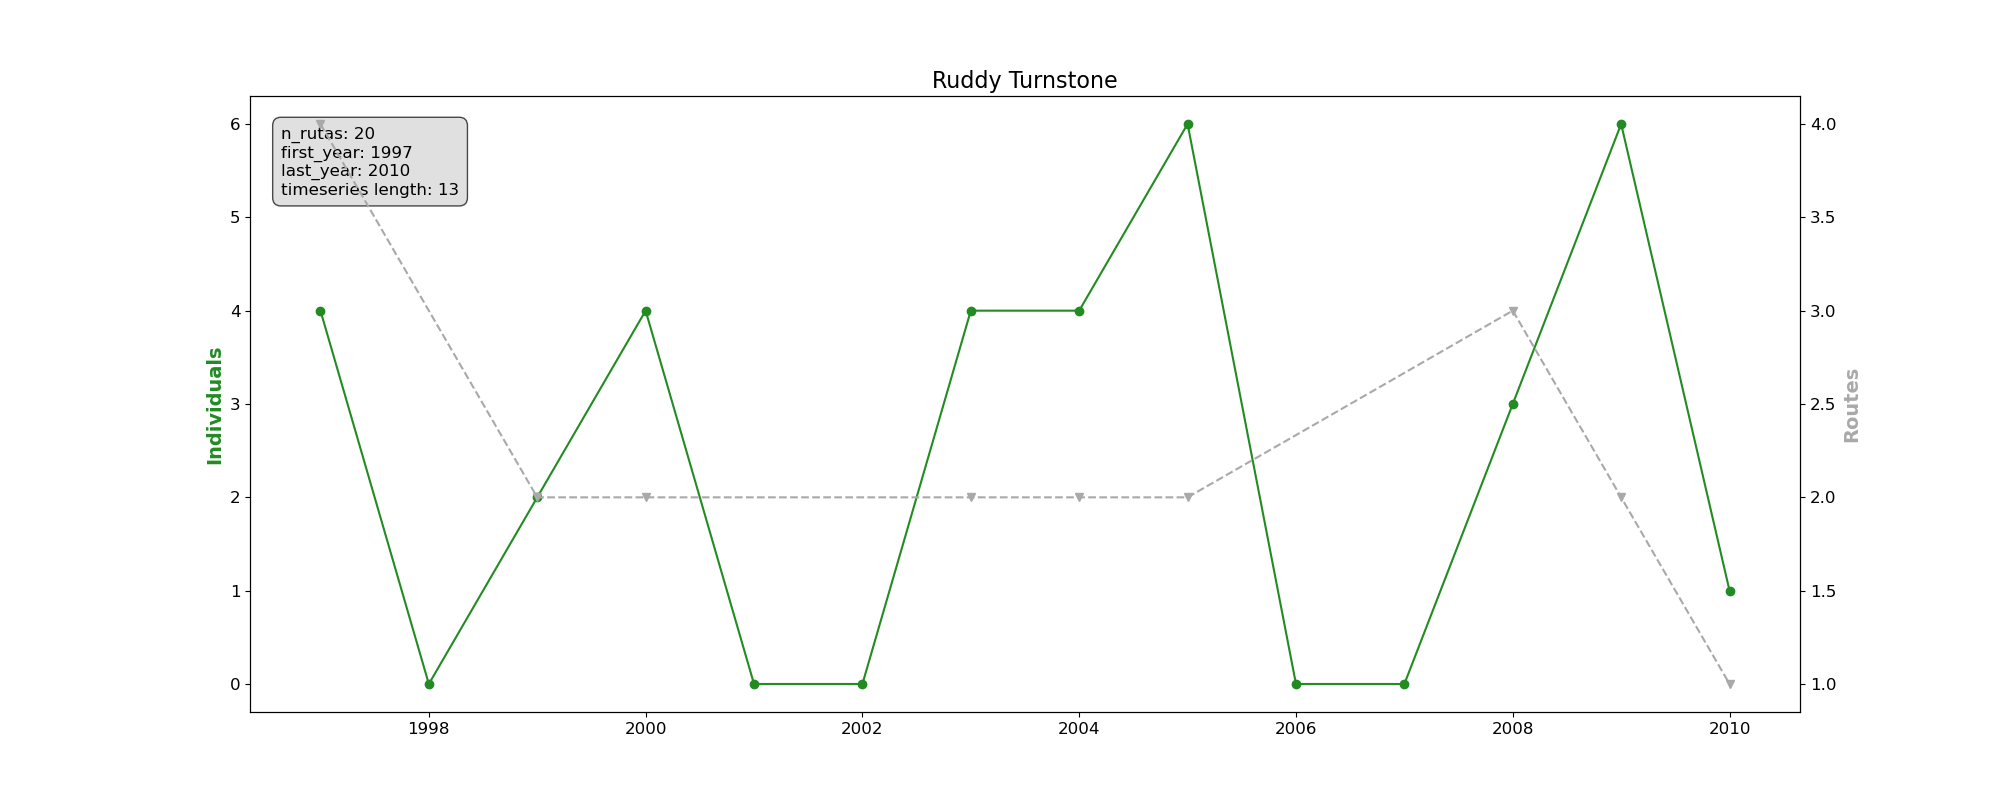 Ruddy Turnstone
n_rutas: 20
first_year: 1997
last_year: 2010
timeseries length: 13
Individuals
6
5
4
3
2
1
0
4.0
3.5
3.0
2.5
2.0
1.5
1.0
Routes
1998 2000 2002 2004 2006 2008 2010